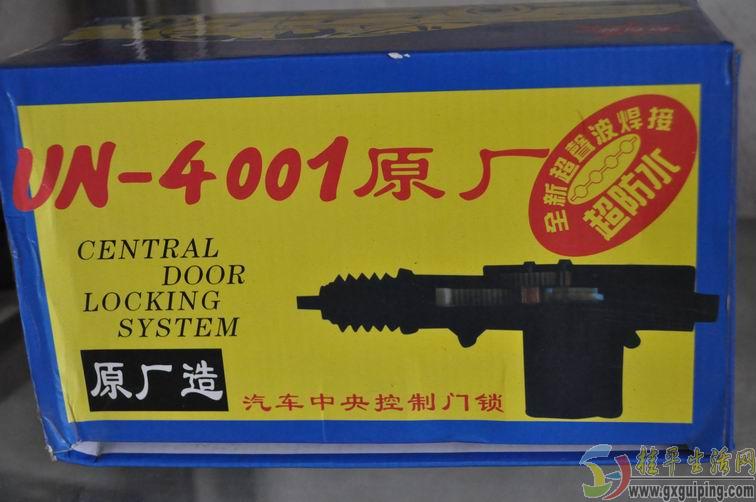 UN-4001原厂
全新超聲波焊接
超防水
CENTRAL
DOOR
LOCKING
SYSTEM
原厂造
汽车中央控制门锁
桂平生活网
www.gxguiping.com